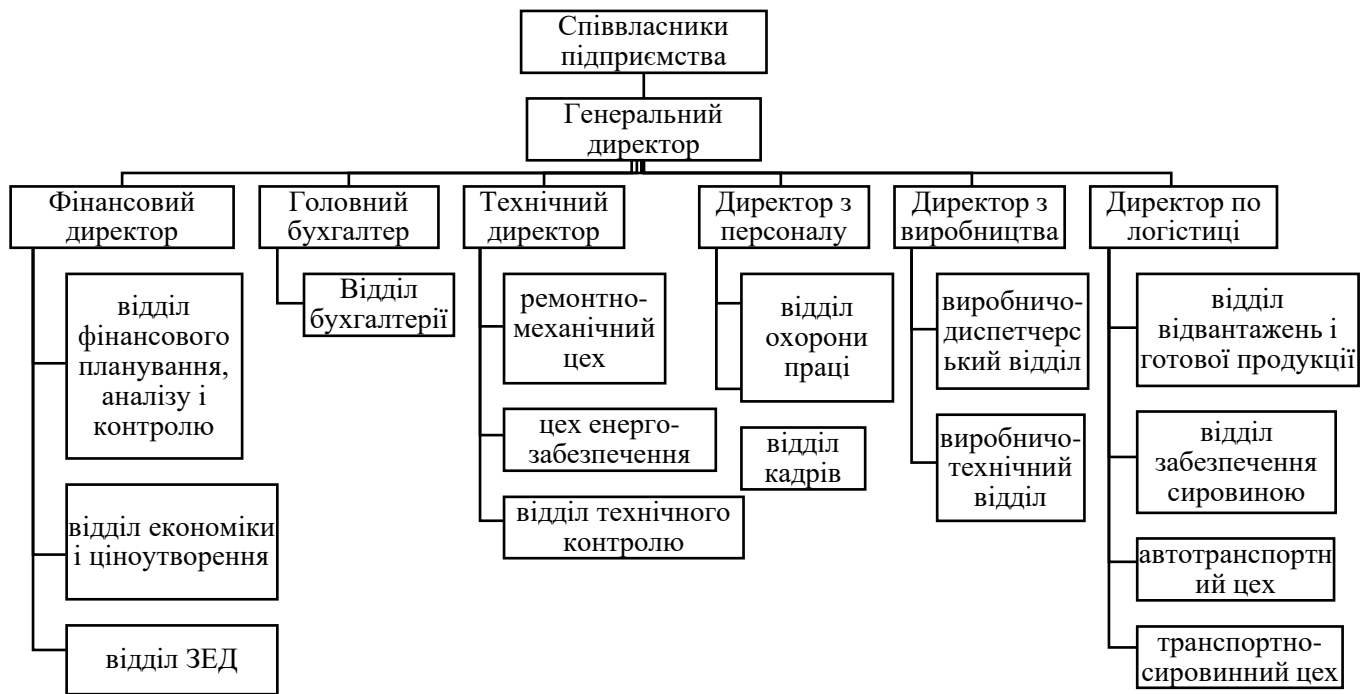 Співвласники
підприємства
Генеральний
директор
Фінансовий
директор
Головний
бухгалтер
Технічний
директор
Директор з
персоналу
Директор з
виробництва
Директор по
логістиці
відділ
фінансового
планування,
аналізу і
контролю
відділ економіки
і ціноутворення
відділ ЗЕД
Відділ
бухгалтерії
ремонтно-
механічний
цех
цех енерго-
забезпечення
відділ технічного
контролю
відділ
охорони
праці
відділ
кадрів
виробничо-
диспетчерс
ький відділ
виробничо-
технічний
відділ
відділ
відвантажень і
готової продукції
відділ
забезпечення
сировиною
автотранспортн
ий цех
транспортно-
сировинний цех